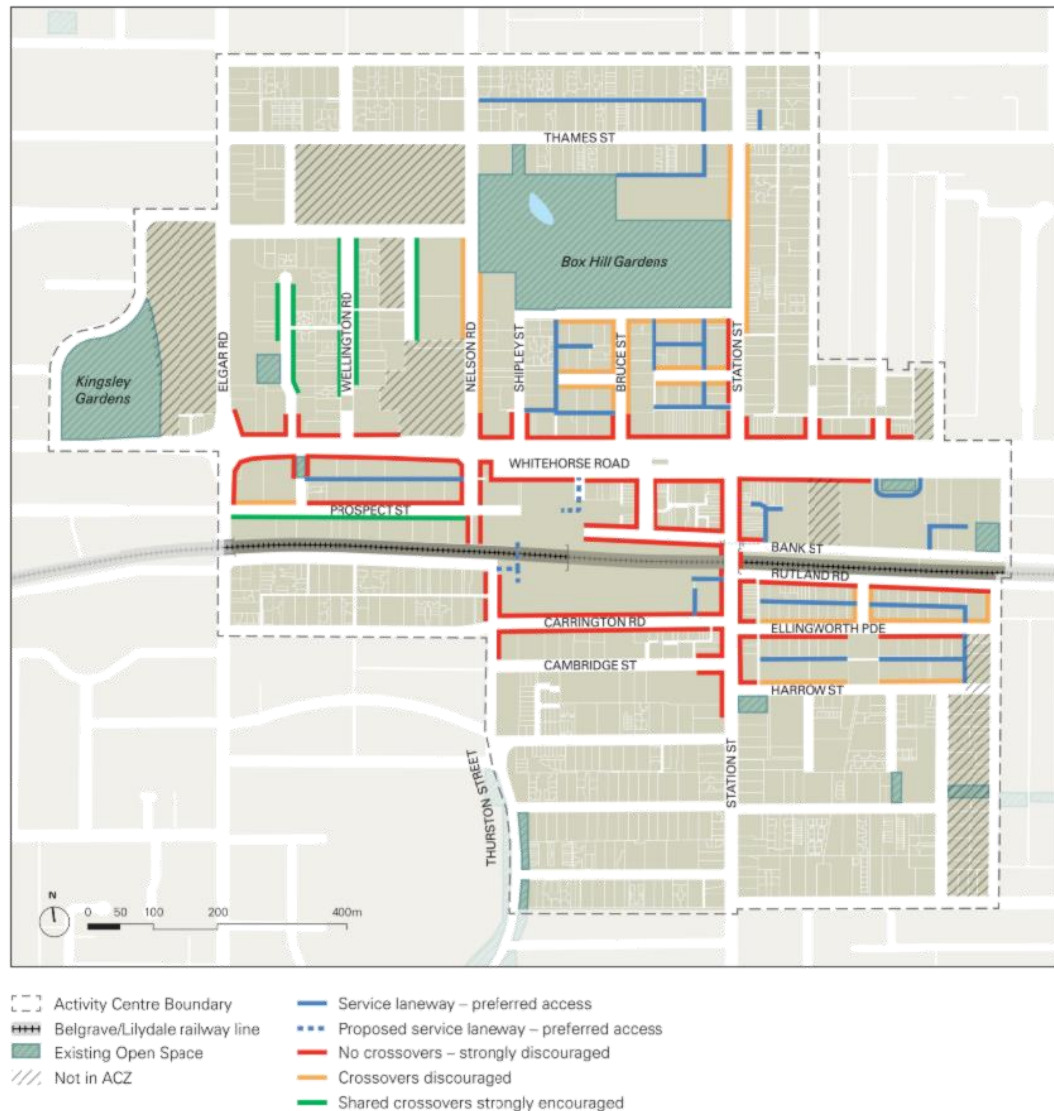 THAMES ST
Box Hill Gardens
Kingsley
Gardens
ELGAR RD
WELLINGTON RD
NELSON RD
SHIPLEY ST
BRUCE ST
STATION ST
WHITEHORSE ROAD
PROSPECT ST
BANK ST
RUTLAND RD
CARRINGTON RD
ELLINGWORTH PDE
CAMBRIDGE ST
HARROW ST
STATION ST
THURSTON STREET
N
0 50 100 200 400m
Activity Centre Boundary
Belgrave/Lilydale railway line
Existing Open Space
Not in ACZ
Service laneway – preferred access
Proposed service laneway – preferred access
No crossovers – strongly discouraged
Crossovers discouraged
Shared crossovers strongly encouraged